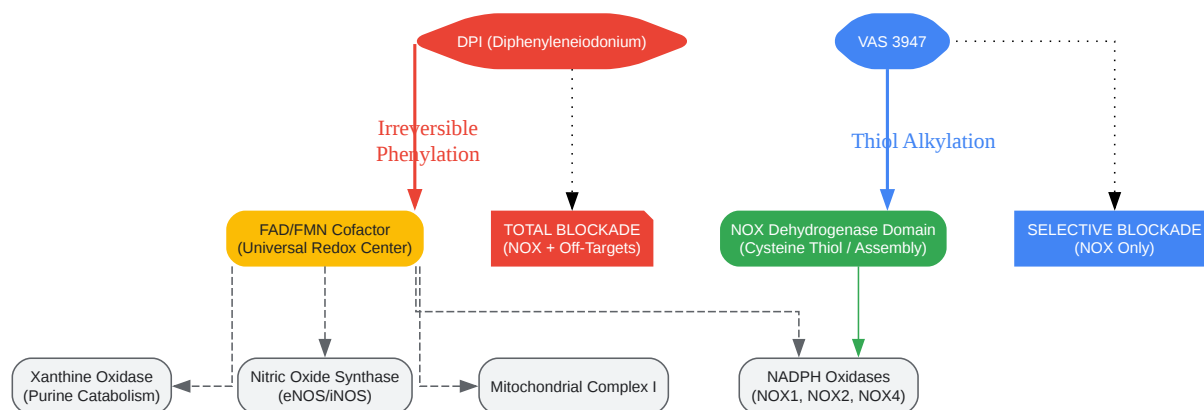 DPI (Diphenyleneiodonium)
VAS 3947
Irreversible
Phenylation
Thiol Alkylation
FAD/FMN Cofactor
(Universal Redox Center)
TOTAL BLOCKADE
(NOX + Off-Targets)
NOX Dehydrogenase Domain
(Cysteine Thiol / Assembly)
SELECTIVE BLOCKADE
(NOX Only)
Xanthine Oxidase
(Purine Catabolism)
Nitric Oxide Synthase
(eNOS/iNOS)
Mitochondrial Complex I
NADPH Oxidases
(NOX1, NOX2, NOX4)